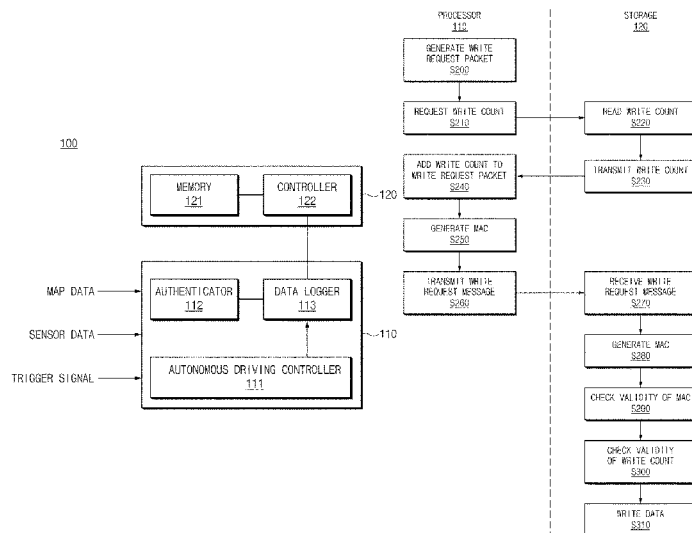 100
MEMORY
121
CONTROLLER
122
120
MAP DATA
SENSOR DATA
TRIGGER SIGNAL
AUTHENTICATOR
112
DATA LOGGER
113
110
AUTONOMOUS DRIVING CONTROLLER
111
PROCESSOR
110
STORAGE
120
GENERATE WRITE
REQUEST PACKET
S200
REQUEST WRITE COUNT
S210
READ WRITE COUNT
S220
TRANSMIT WRITE COUNT
S230
ADD WRITE COUNT TO
WRITE REQUEST PACKET
S240
GENERATE MAC
S250
TRANSMIT WRITE
REQUEST MESSAGE
S260
RECEIVE WRITE
REQUEST MESSAGE
S270
GENERATE MAC
S280
CHECK VALIDITY OF MAC
S290
CHECK VALIDITY
OF WRITE COUNT
S300
WRITE DATA
S310